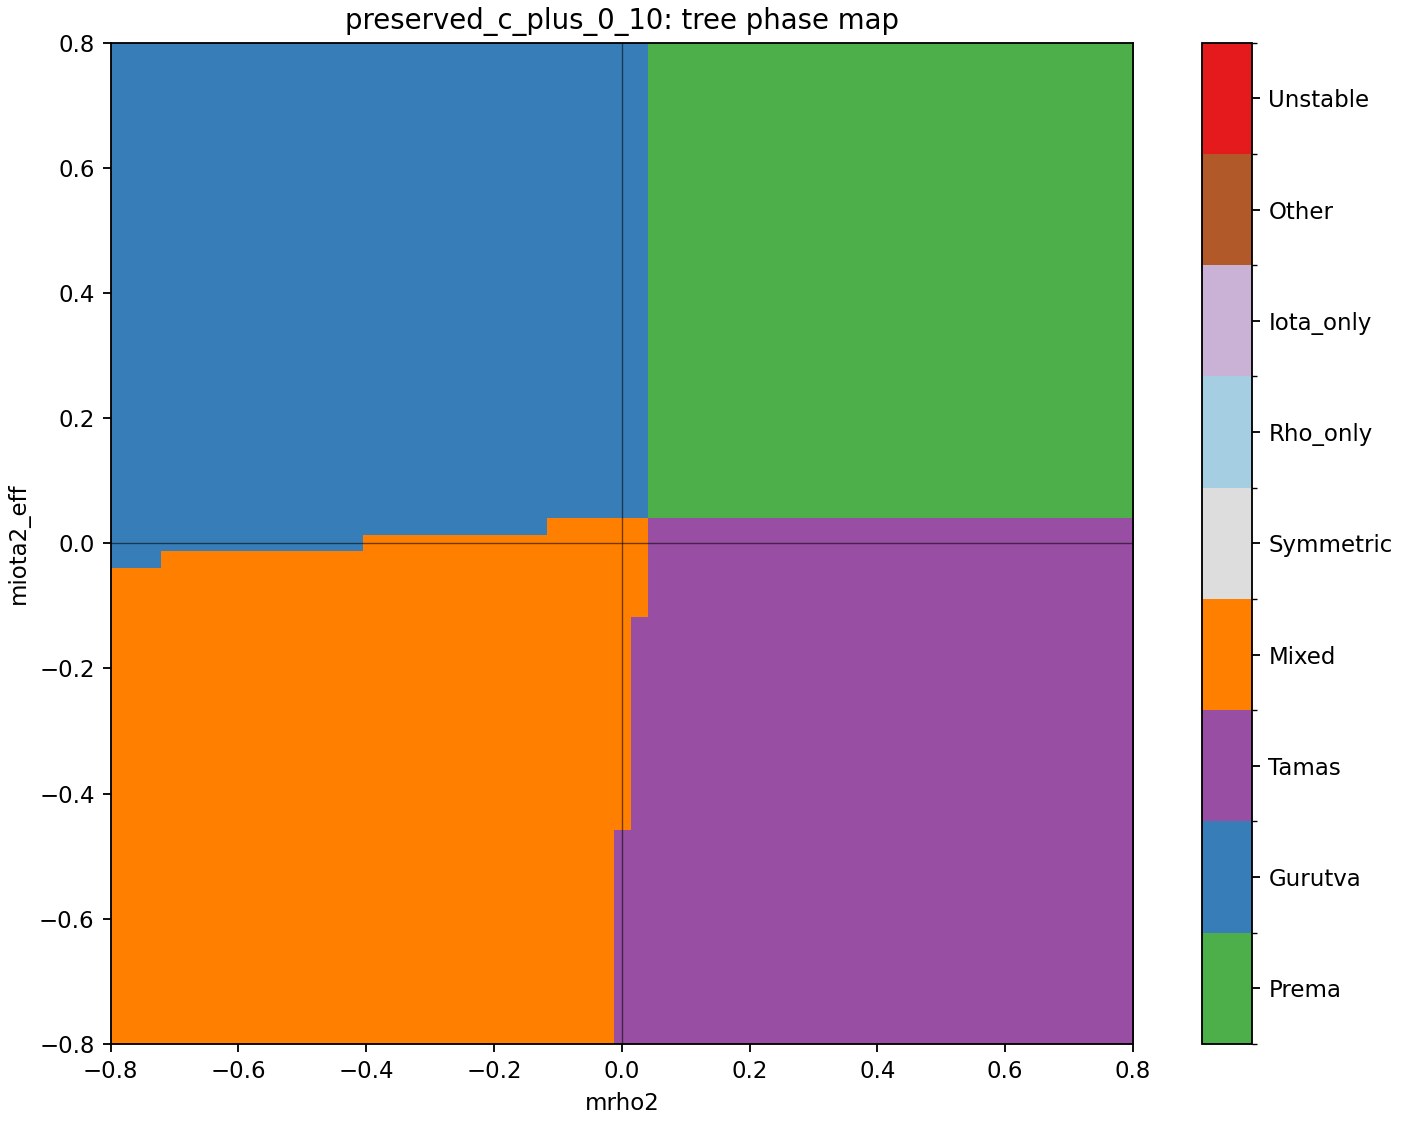 preserved_c_plus_0_10: tree phase map
0.8
0.6
0.4
0.2
0.0
−0.2
−0.4
−0.6
−0.8
miota2_eff
−0.8 −0.6 −0.4 −0.2 0.0 0.2 0.4 0.6 0.8
mrho2
Unstable
Other
Iota_only
Rho_only
Symmetric
Mixed
Tamas
Gurutva
Prema